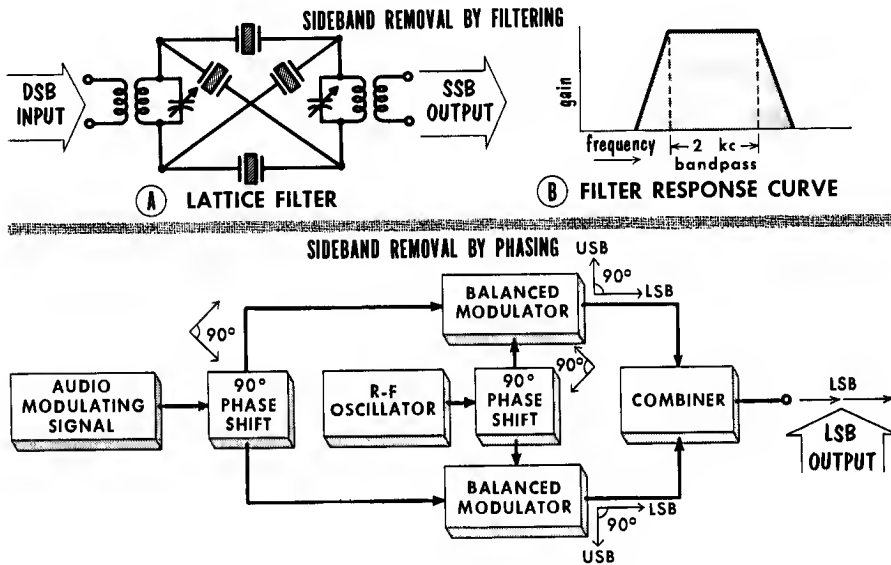 SIDEBAND REMOVAL BY FILTERING
DSB
INPUT
SSB
OUTPUT
A LATTICE FILTER
gain
frequency
2 kc
bandpass
B FILTER RESPONSE CURVE
SIDEBAND REMOVAL BY PHASING
USB
90°
LSB
BALANCED
MODULATOR
90°
90°
AUDIO
MODULATING
SIGNAL
90°
PHASE
SHIFT
R-F
OSCILLATOR
90°
PHASE
SHIFT
COMBINER
LSB
LSB
OUTPUT
BALANCED
MODULATOR
LSB
90°
USB